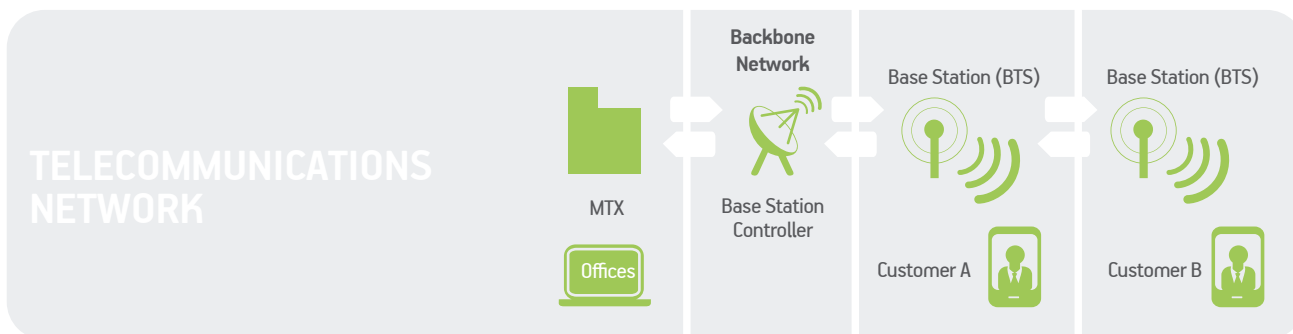 TELECOMMUNICATIONS
NETWORK
MTX
Offices
Backbone
Network
Base Station
Controller
Base Station (BTS)
Customer A
Base Station (BTS)
Customer B